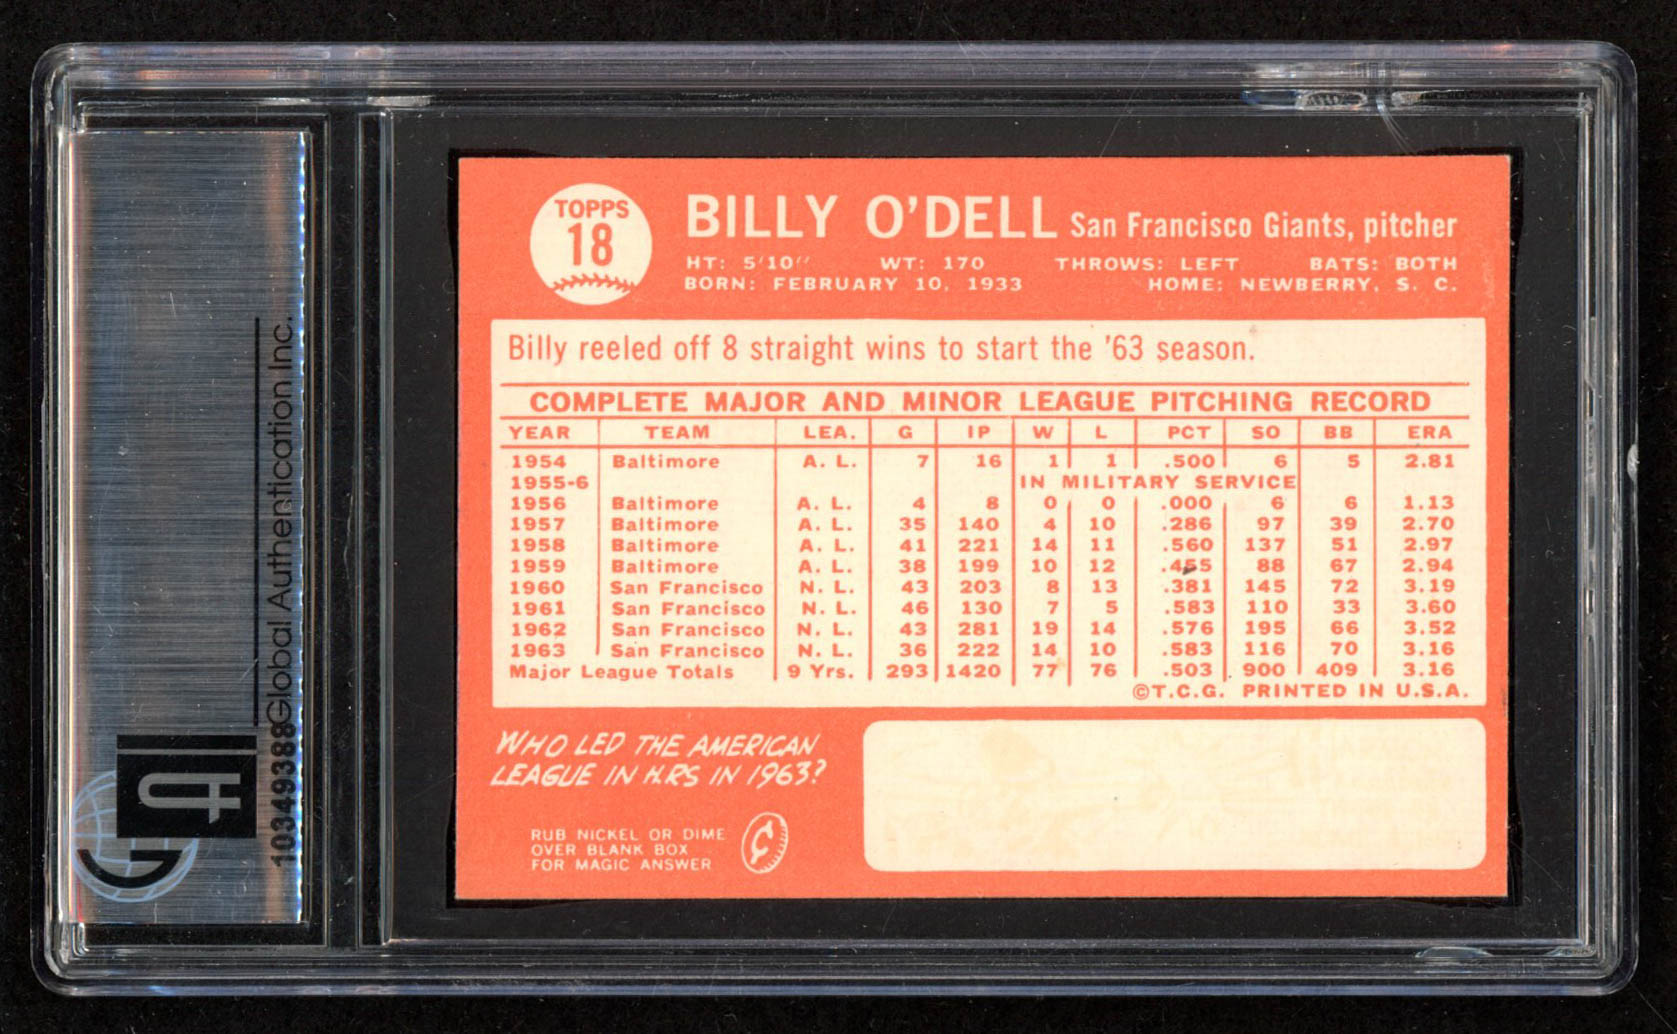 TOPPS
18
BILLY O'DELL San Francisco Giants, pitcher
HT: 5'10" WT: 170 THROWS: LEFT BATS: BOTH
BORN: FEBRUARY 10, 1933 HOME: NEWBERRY, S. C.
Billy reeled off 8 straight wins to start the '63 season.
COMPLETE MAJOR AND MINOR LEAGUE PITCHING RECORD
YEAR TEAM LEA. G IP W L PCT SO BB ERA
1954 Baltimore A. L. 7 16 1 1 .500 6 5 2.81
1955-6 IN MILITARY SERVICE
1956 Baltimore A. L. 4 8 0 0 .000 6 6 1.13
1957 Baltimore A. L. 35 140 4 10 .286 97 39 2.70
1958 Baltimore A. L. 41 221 14 11 .560 137 51 2.97
1959 Baltimore A. L. 38 199 10 12 .455 88 67 2.94
1960 San Francisco N. L. 43 203 8 13 .381 145 72 3.19
1961 San Francisco N. L. 46 130 7 5 .583 110 33 3.60
1962 San Francisco N. L. 43 281 19 14 .576 195 66 3.52
1963 San Francisco N. L. 36 222 14 10 .583 116 70 3.16
Major League Totals 9 Yrs. 293 1420 77 76 .503 900 409 3.16
©T.C.G. PRINTED IN U.S.A.
WHO LED THE AMERICAN
LEAGUE IN H.RS IN 1963?
RUB NICKEL OR DIME
OVER BLANK BOX
FOR MAGIC ANSWER
Global Authentication Inc.